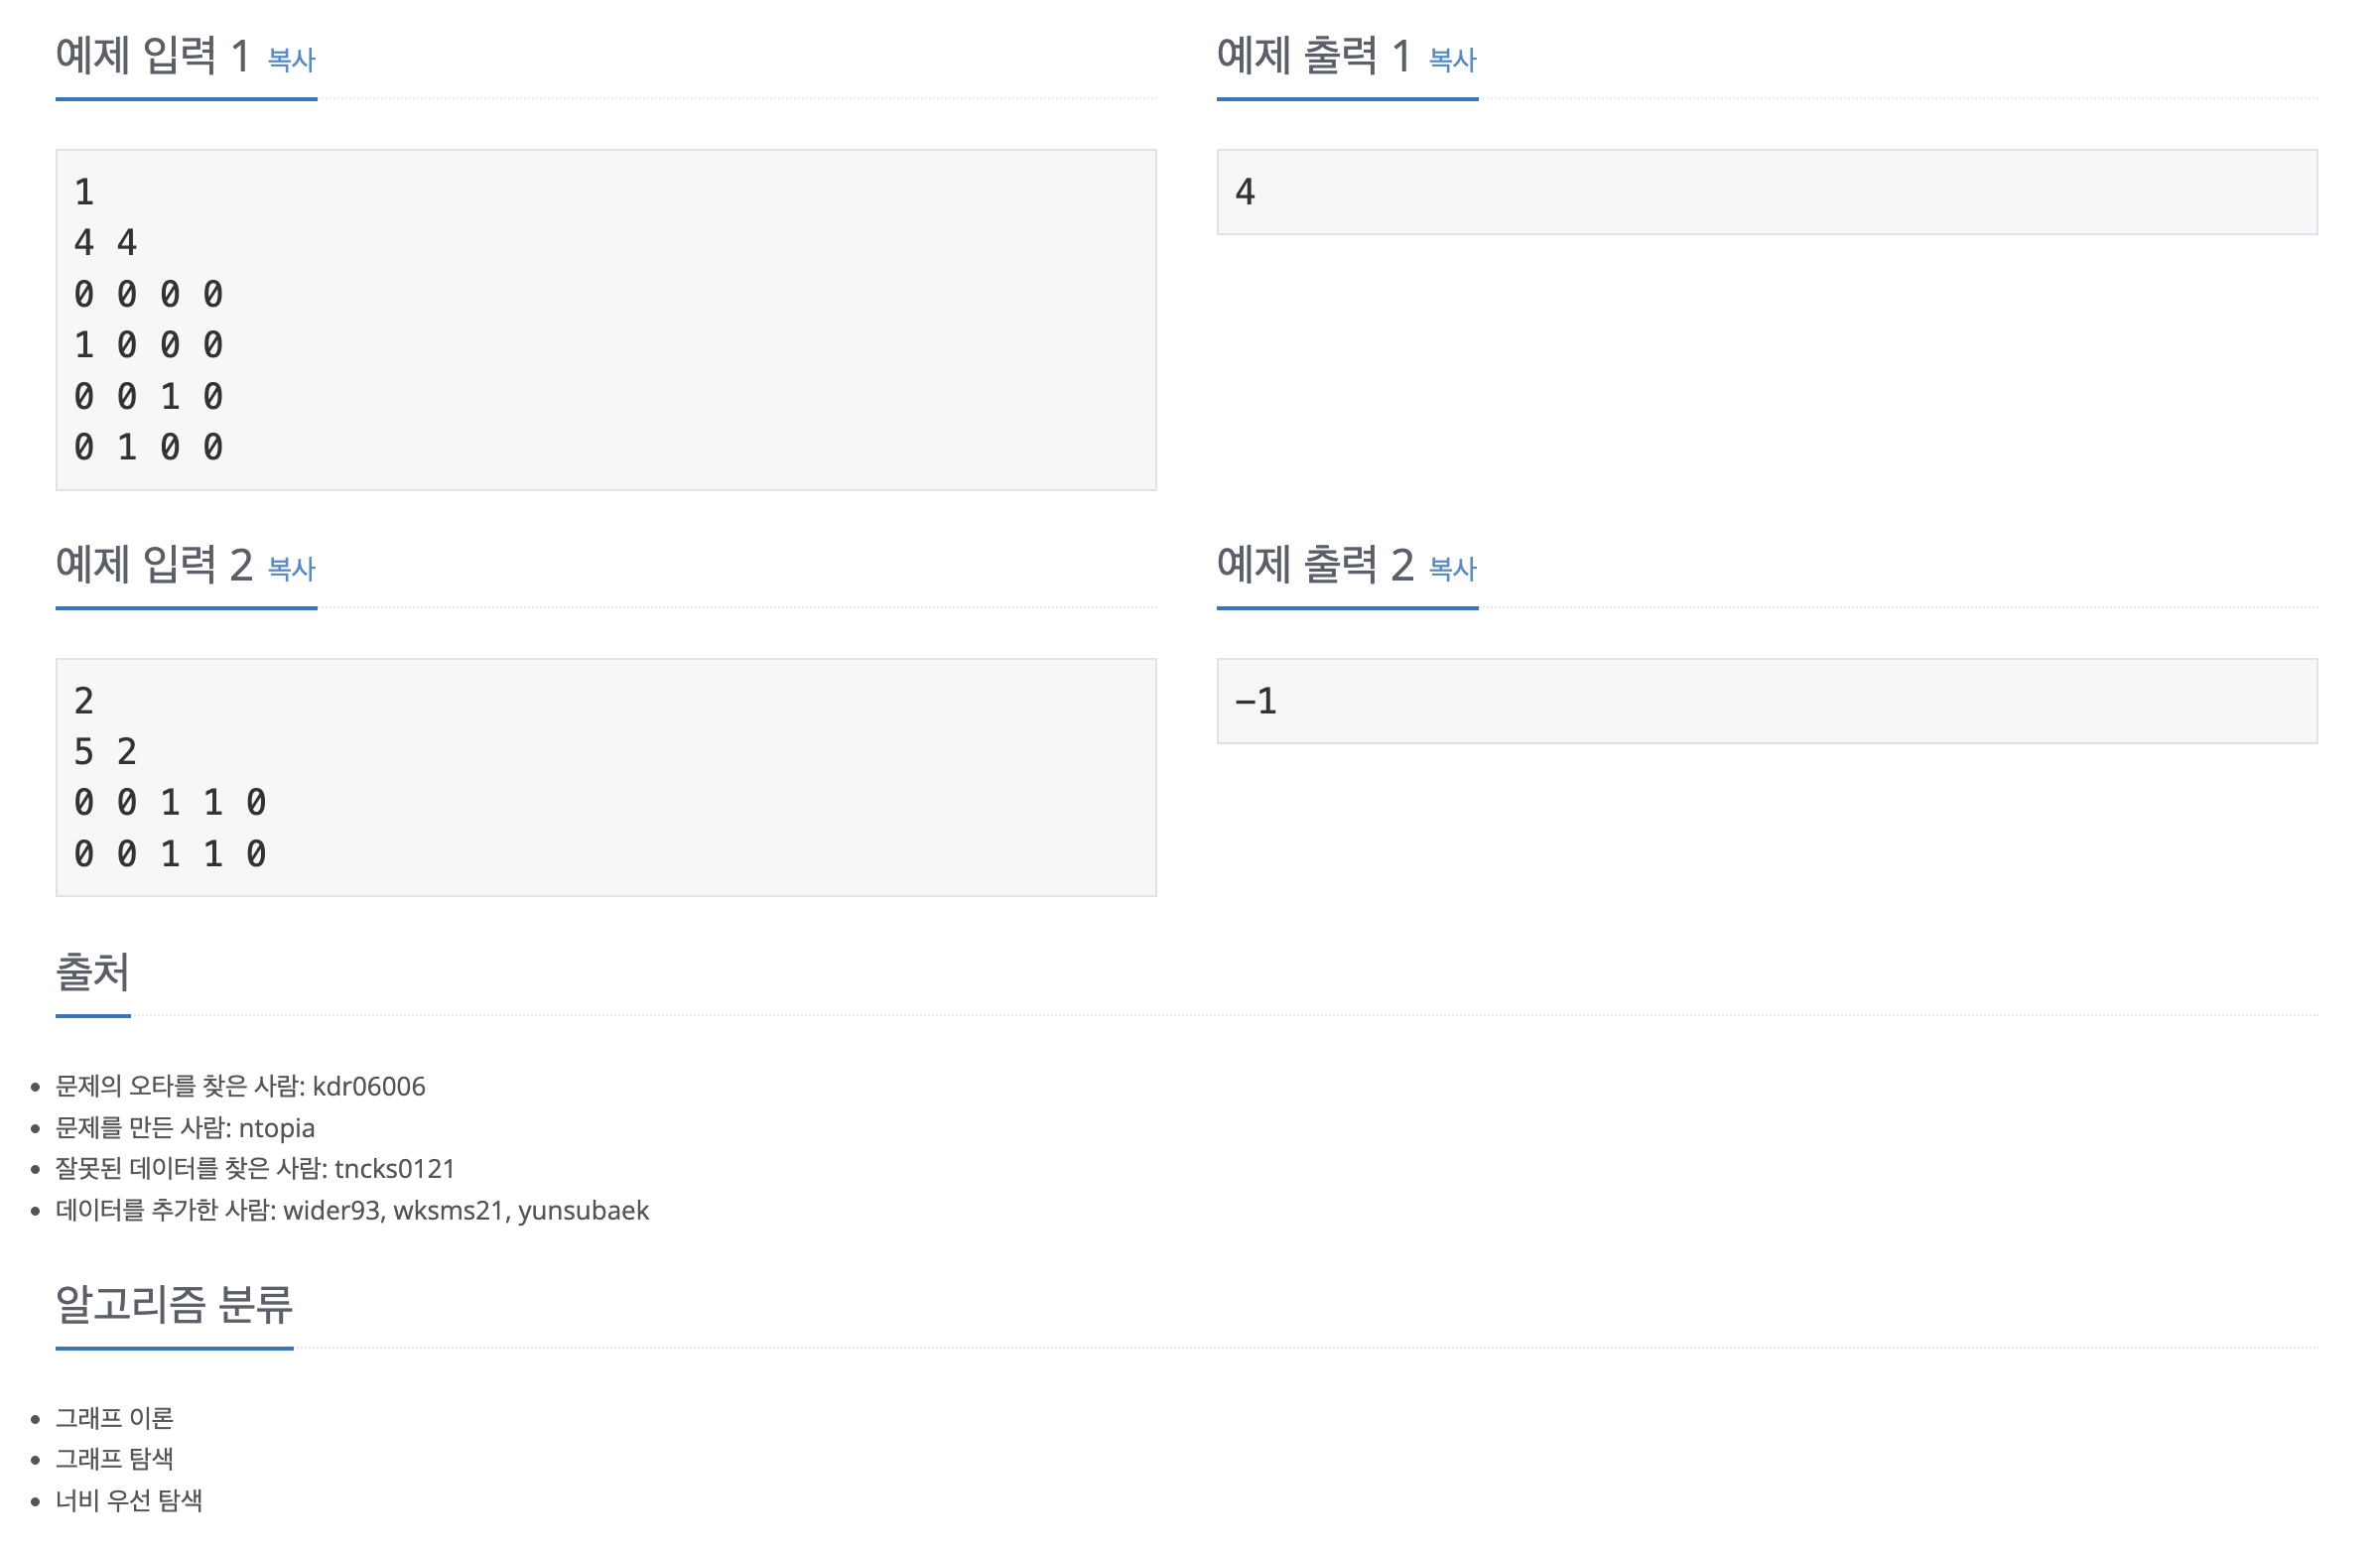 예제 입력 1 복사
1
4 4
0 0 0 0
1 0 0 0
0 0 1 0
0 1 0 0
예제 출력 1 복사
4
예제 입력 2 복사
2
5 2
0 0 1 1 0
0 0 1 1 0
예제 출력 2 복사
-1
출처
문제의 오타를 찾은 사람: kdr06006
문제를 만든 사람: ntopia
잘못된 데이터를 찾은 사람: tncks0121
데이터를 추가한 사람: wider93, wksms21, yunsubaek
알고리즘 분류
그래프 이론
그래프 탐색
너비 우선 탐색